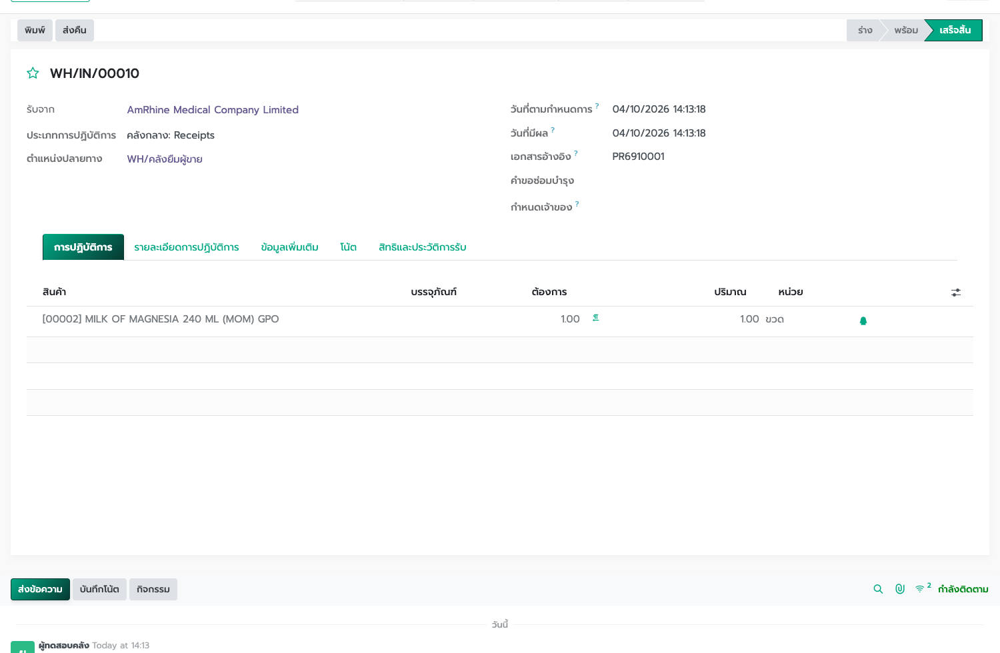 พิมพ์ ส่งคืน ร่าง พร้อม เสร็จสิ้น
WH/IN/00010
รับจาก AmRhine Medical Company Limited
ประเภทการปฏิบัติการ คลังกลาง: Receipts
ตำแหน่งปลายทาง WH/คลังยืมผู้ขาย
วันที่ตามกำหนดการ ? 04/10/2026 14:13:18
วันที่มีผล ? 04/10/2026 14:13:18
เอกสารอ้างอิง ? PR6910001
คำขอซ่อมบำรุง
กำหนดเจ้าของ ?
การปฏิบัติการ รายละเอียดการปฏิบัติการ ข้อมูลเพิ่มเติม โน้ต สิทธิและประวัติการรับ
สินค้า บรรจุภัณฑ์ ต้องการ ปริมาณ หน่วย
[00002] MILK OF MAGNESIA 240 ML (MOM) GPO 1.00 1.00 ขวด
ส่งข้อความ บันทึกโน้ต กิจกรรม 2 กำลังติดตาม
วันนี้
ผู้ทดสอบคลัง Today at 14:13